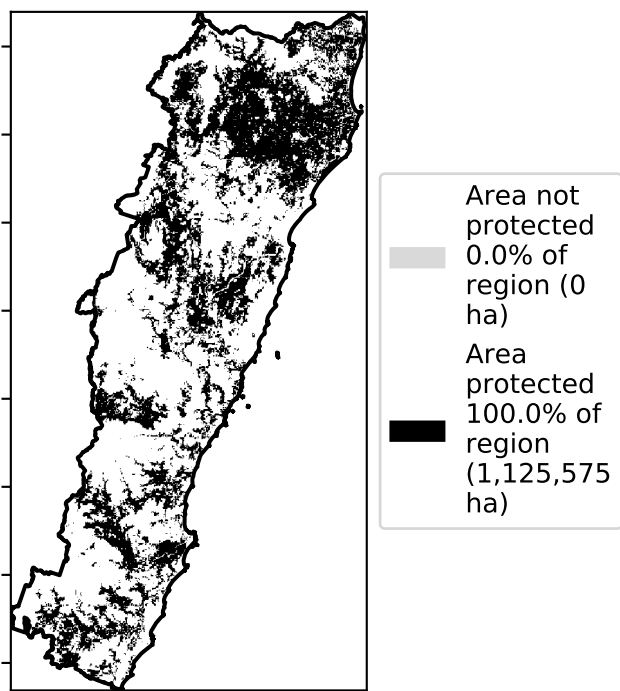 Area not
protected
0.0% of
region (0
ha)
Area
protected
100.0% of
region
(1,125,575
ha)